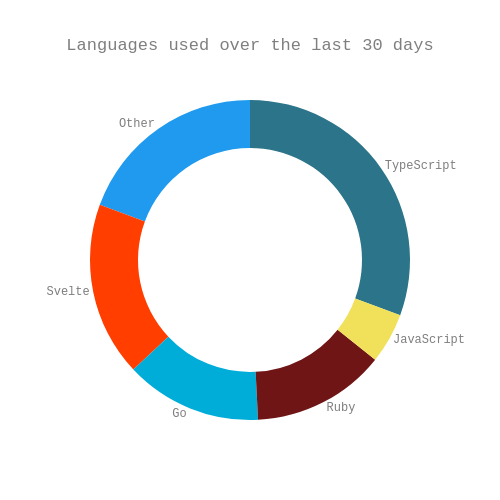 Languages used over the last 30 days
Other
TypeScript
Svelte
JavaScript
Ruby
Go